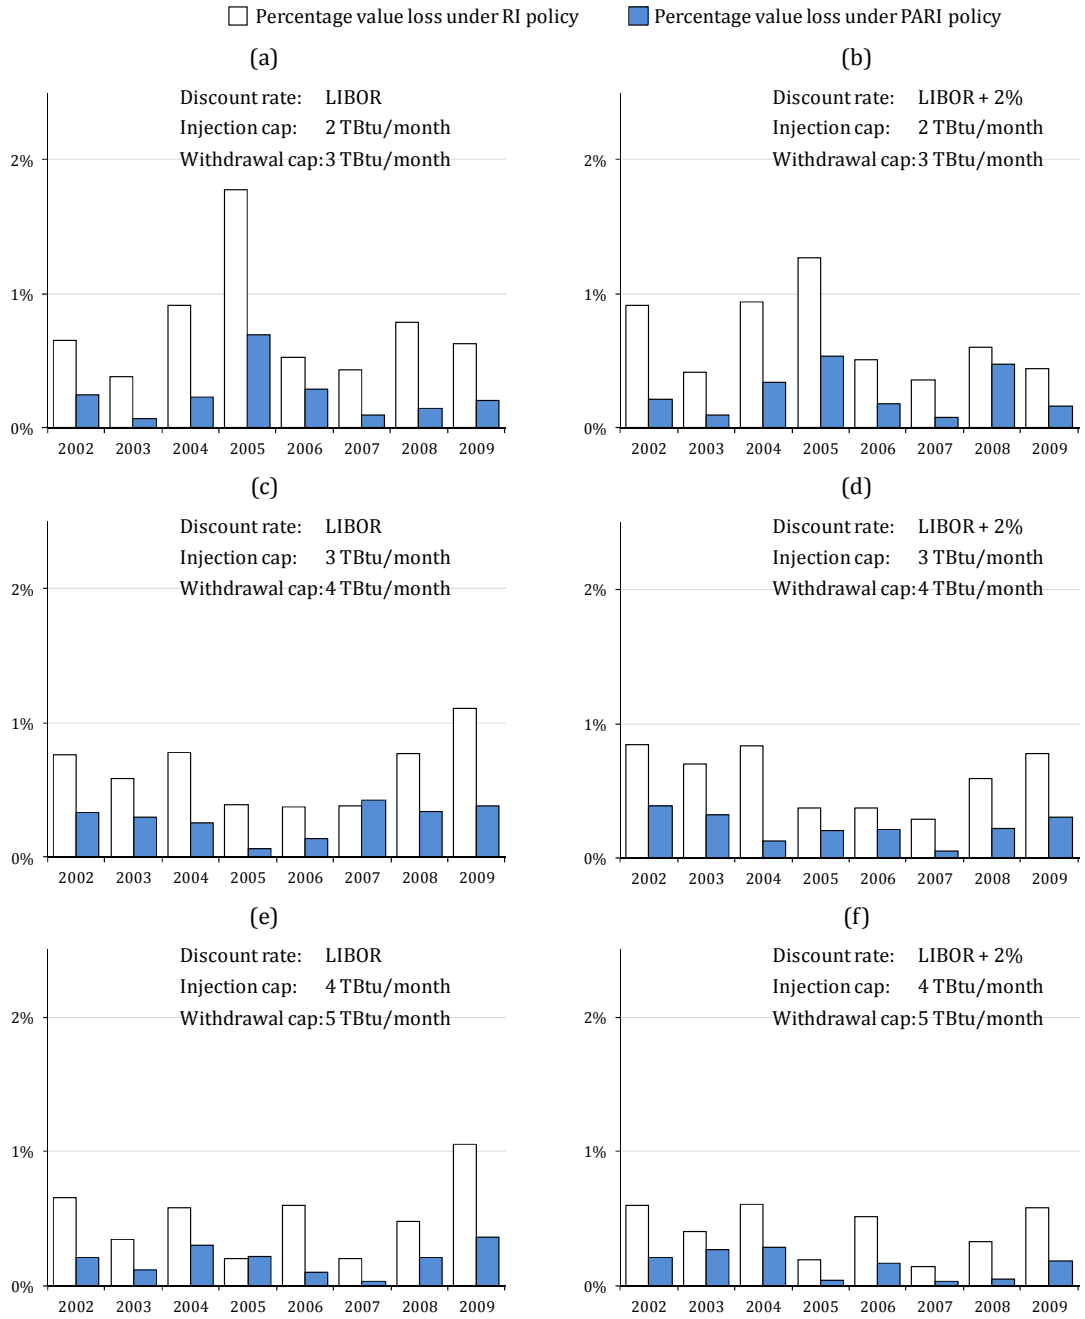 Percentage value loss under RI policy Percentage value loss under PARI policy
(a)
Discount rate: LIBOR
Injection cap: 2 TBtu/month
Withdrawal cap: 3 TBtu/month
2%
1%
0%
2002 2003 2004 2005 2006 2007 2008 2009
(b)
Discount rate: LIBOR + 2%
Injection cap: 2 TBtu/month
Withdrawal cap: 3 TBtu/month
2%
1%
0%
2002 2003 2004 2005 2006 2007 2008 2009
(c)
Discount rate: LIBOR
Injection cap: 3 TBtu/month
Withdrawal cap: 4 TBtu/month
2%
1%
0%
2002 2003 2004 2005 2006 2007 2008 2009
(d)
Discount rate: LIBOR + 2%
Injection cap: 3 TBtu/month
Withdrawal cap: 4 TBtu/month
2%
1%
0%
2002 2003 2004 2005 2006 2007 2008 2009
(e)
Discount rate: LIBOR
Injection cap: 4 TBtu/month
Withdrawal cap: 5 TBtu/month
2%
1%
0%
2002 2003 2004 2005 2006 2007 2008 2009
(f)
Discount rate: LIBOR + 2%
Injection cap: 4 TBtu/month
Withdrawal cap: 5 TBtu/month
2%
1%
0%
2002 2003 2004 2005 2006 2007 2008 2009